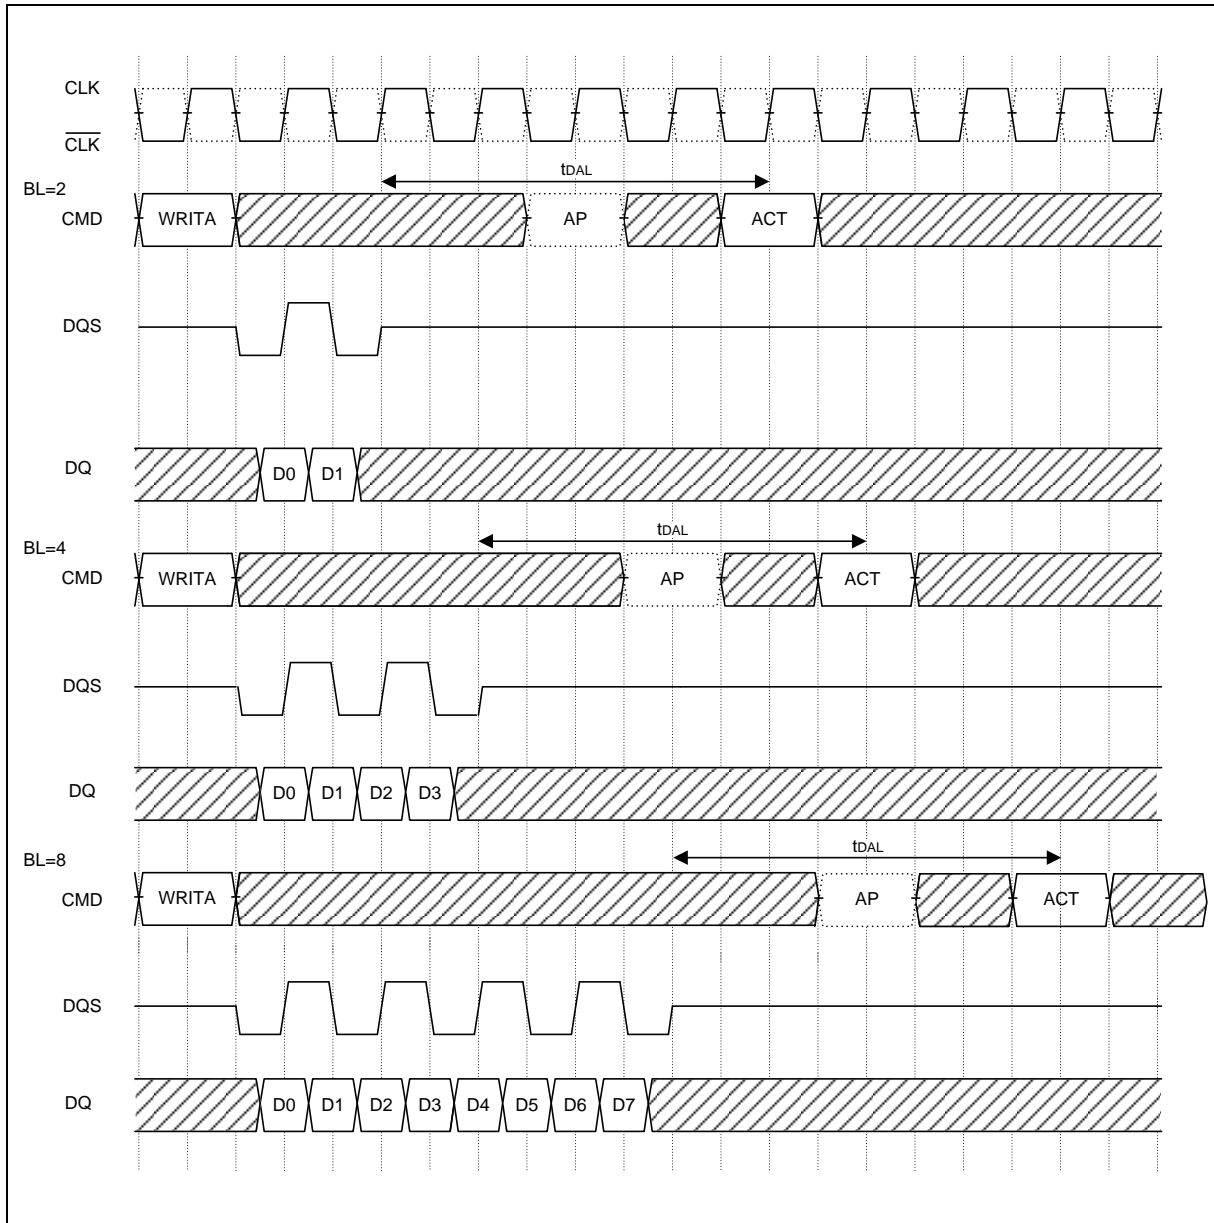 CLK
CLK
tDAL
BL=2
CMD WRITA AP ACT
DQS
DQ D0 D1
tDAL
BL=4
CMD WRITA AP ACT
DQS
DQ D0 D1 D2 D3
tDAL
BL=8
CMD WRITA AP ACT
DQS
DQ D0 D1 D2 D3 D4 D5 D6 D7